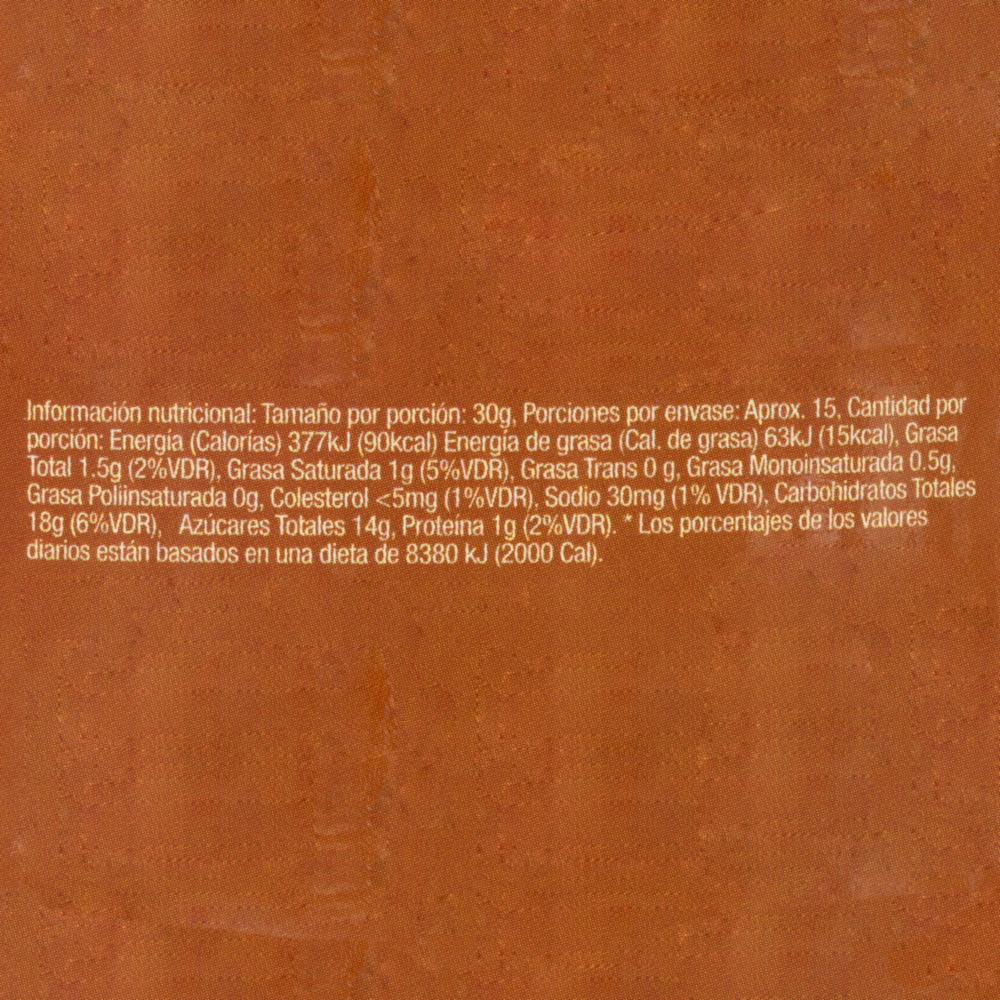 Información nutricional: Tamaño por porción: 30g, Porciones por envase: Aprox. 15, Cantidad por
porción: Energía (Calorías) 377kJ (90kcal) Energía de grasa (Cal. de grasa) 63kJ (15kcal), Grasa
Total 1.5g (2%VDR), Grasa Saturada 1g (5%VDR), Grasa Trans 0 g, Grasa Monoinsaturada 0.5g,
Grasa Poliinsaturada 0g, Colesterol <5mg (1%VDR), Sodio 30mg (1% VDR), Carbohidratos Totales
18g (6%VDR), Azúcares Totales 14g, Proteína 1g (2%VDR). * Los porcentajes de los valores
diarios están basados en una dieta de 8380 kJ (2000 Cal).